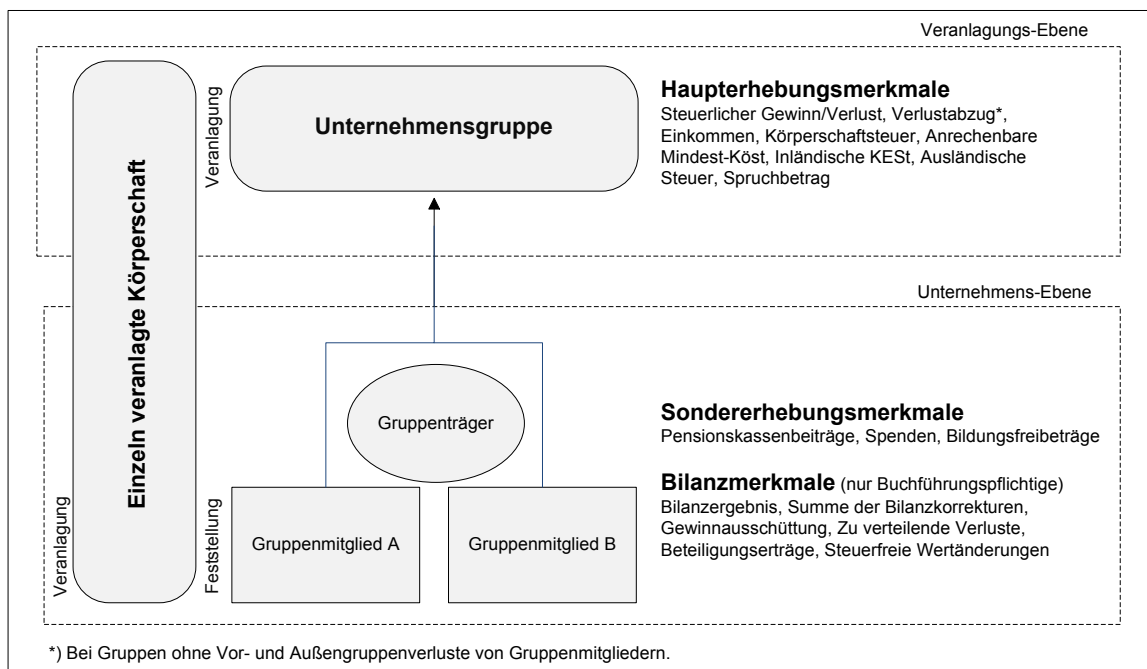 Veranlagungs-Ebene
Einzeln veranlagte Körperschaft
Veranlagung
Veranlagung
Unternehmensgruppe
Haupterhebungsmerkmale
Steuerlicher Gewinn/Verlust, Verlustabzug*,
Einkommen, Körperschaftsteuer, Anrechenbare
Mindest-Köst, Inländische KESt, Ausländische
Steuer, Spruchbetrag
Unternehmens-Ebene
Feststellung
Gruppenträger
Gruppenmitglied A
Gruppenmitglied B
Sondererhebungsmerkmale
Pensionskassenbeiträge, Spenden, Bildungsfreibeträge
Bilanzmerkmale (nur Buchführungspflichtige)
Bilanzergebnis, Summe der Bilanzkorrekturen,
Gewinnausschüttung, Zu verteilende Verluste,
Beteiligungserträge, Steuerfreie Wertänderungen
*) Bei Gruppen ohne Vor- und Außengruppenverluste von Gruppenmitgliedern.